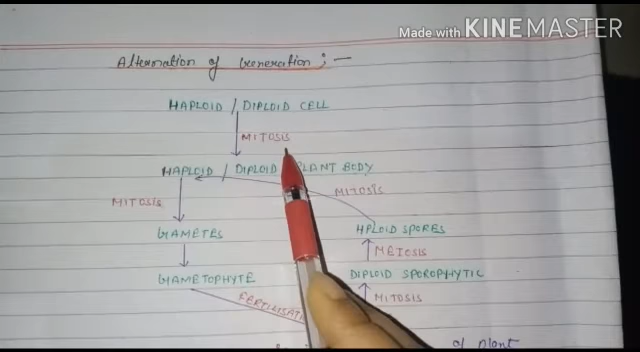 Made with KINEMASTER
Alternation of Generation :-
HAPLOID / DIPLOID CELL
MITOSIS
HAPLOID / DIPLOID PLANT BODY
MITOSIS
MITOSIS
GAMETES
HPLOID SPORES
MEIOSIS
GAMETOPHYTE
DIPLOID SPOROPHYTIC
MITOSIS
of plant